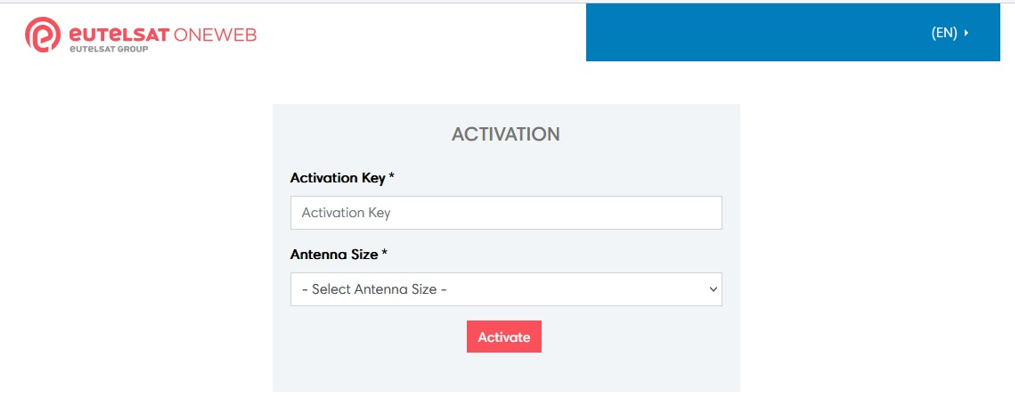 eutelsat ONEWEB
eutelsat GROUP
(EN)
ACTIVATION
Activation Key *
Activation Key
Antenna Size *
- Select Antenna Size -
Activate